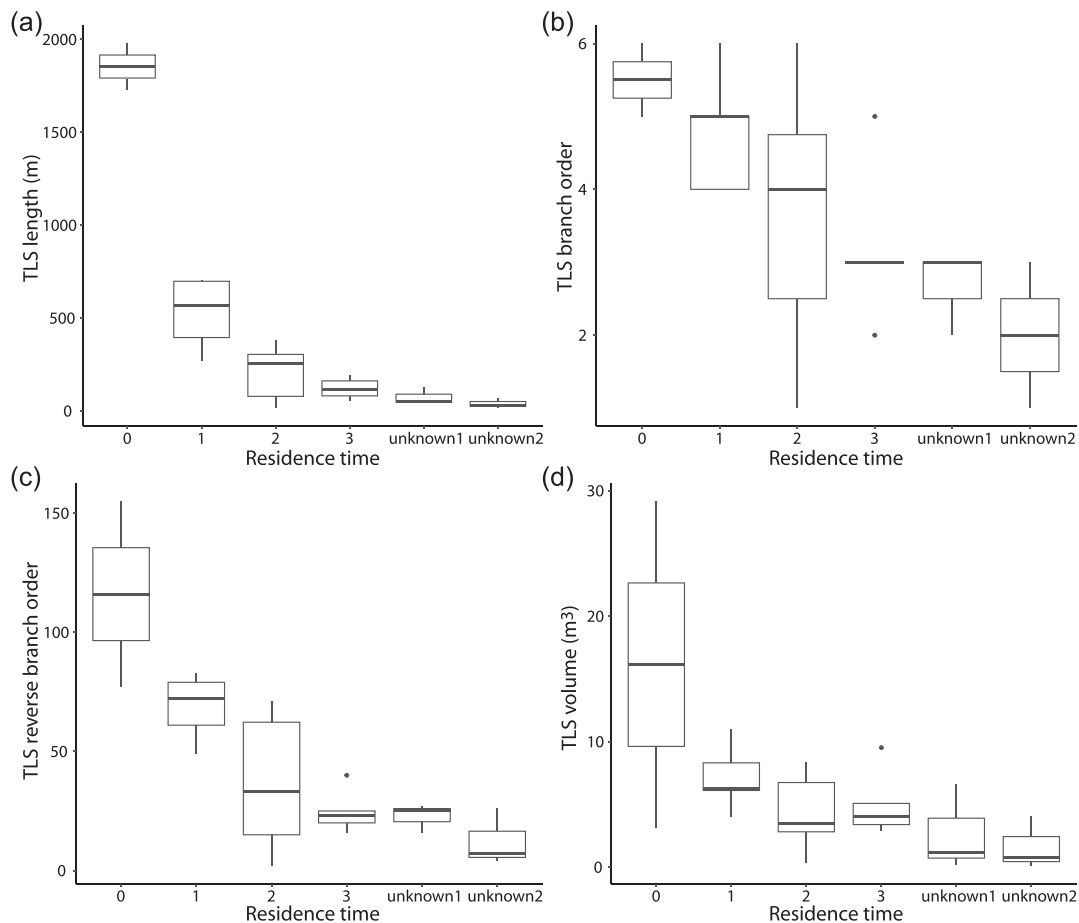 (a)
2000
1500
1000
500
0
TLS length (m)
0 1 2 3 unknown1 unknown2
Residence time
(b)
6
4
2
TLS branch order
0 1 2 3 unknown1 unknown2
Residence time
(c)
150
100
50
0
TLS reverse branch order
0 1 2 3 unknown1 unknown2
Residence time
(d)
30
20
10
0
TLS volume (m3)
0 1 2 3 unknown1 unknown2
Residence time